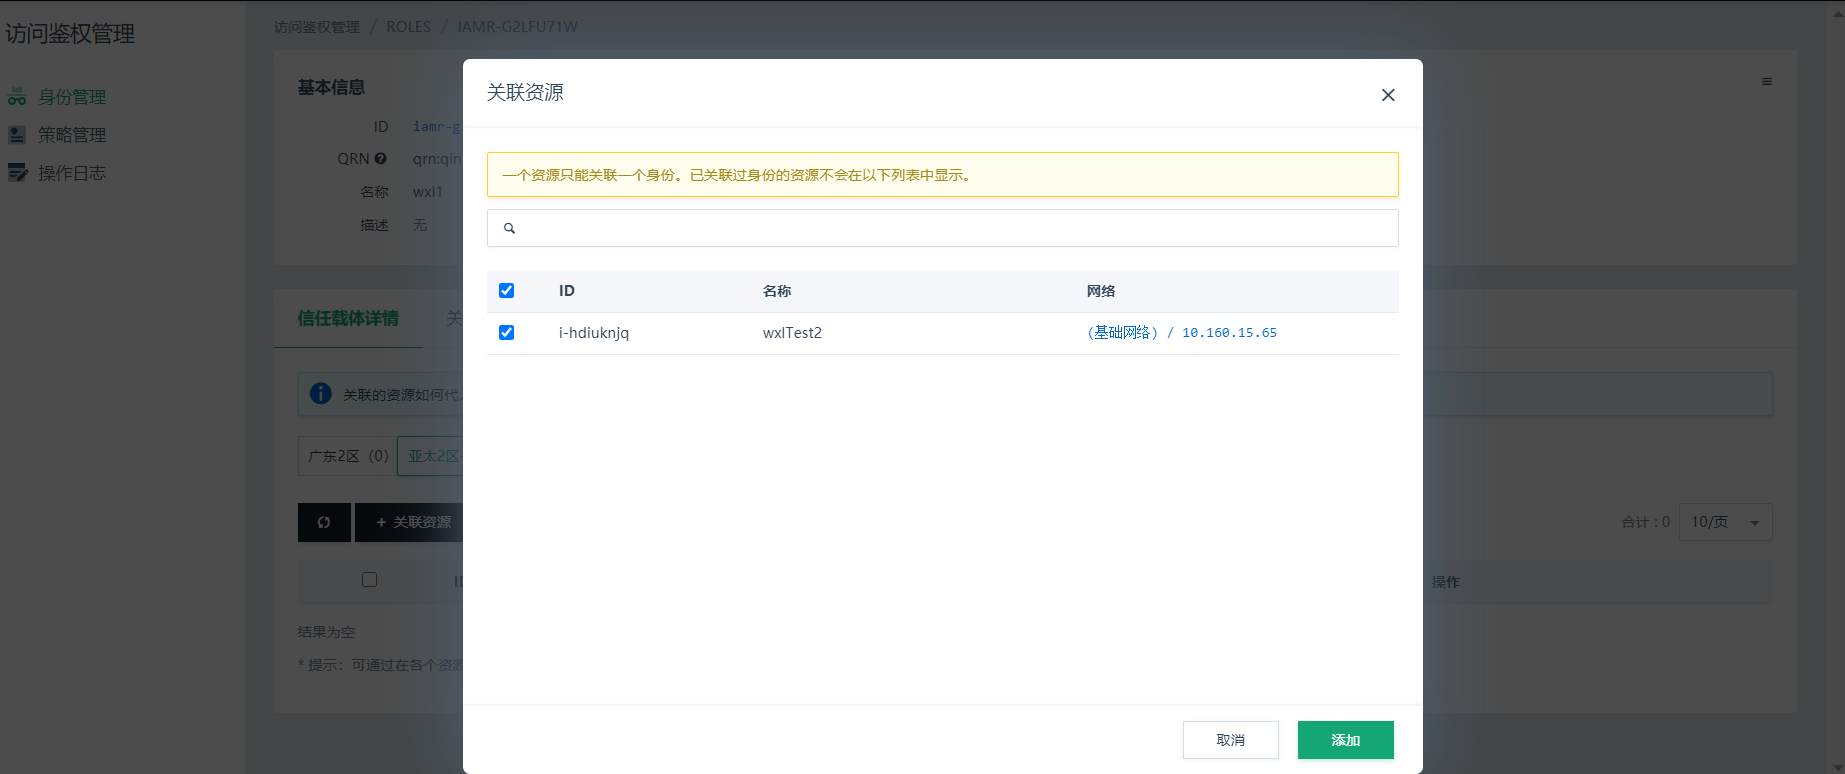 访问鉴权管理
身份管理
策略管理
操作日志
访问鉴权管理 / ROLES / IAMR-G2LFU71W
基本信息
ID iamr-g
QRN qrn:qin
名称 wxl1
描述 无
信任载体详情 关
关联的资源如何代
广东2区（0） 亚太2区
+ 关联资源
合计 : 0 10/页
操作
结果为空
* 提示：可通过在各个资源
关联资源
一个资源只能关联一个身份。已关联过身份的资源不会在以下列表中显示。
ID 名称 网络
i-hdiuknjq wxlTest2 (基础网络) / 10.160.15.65
取消 添加